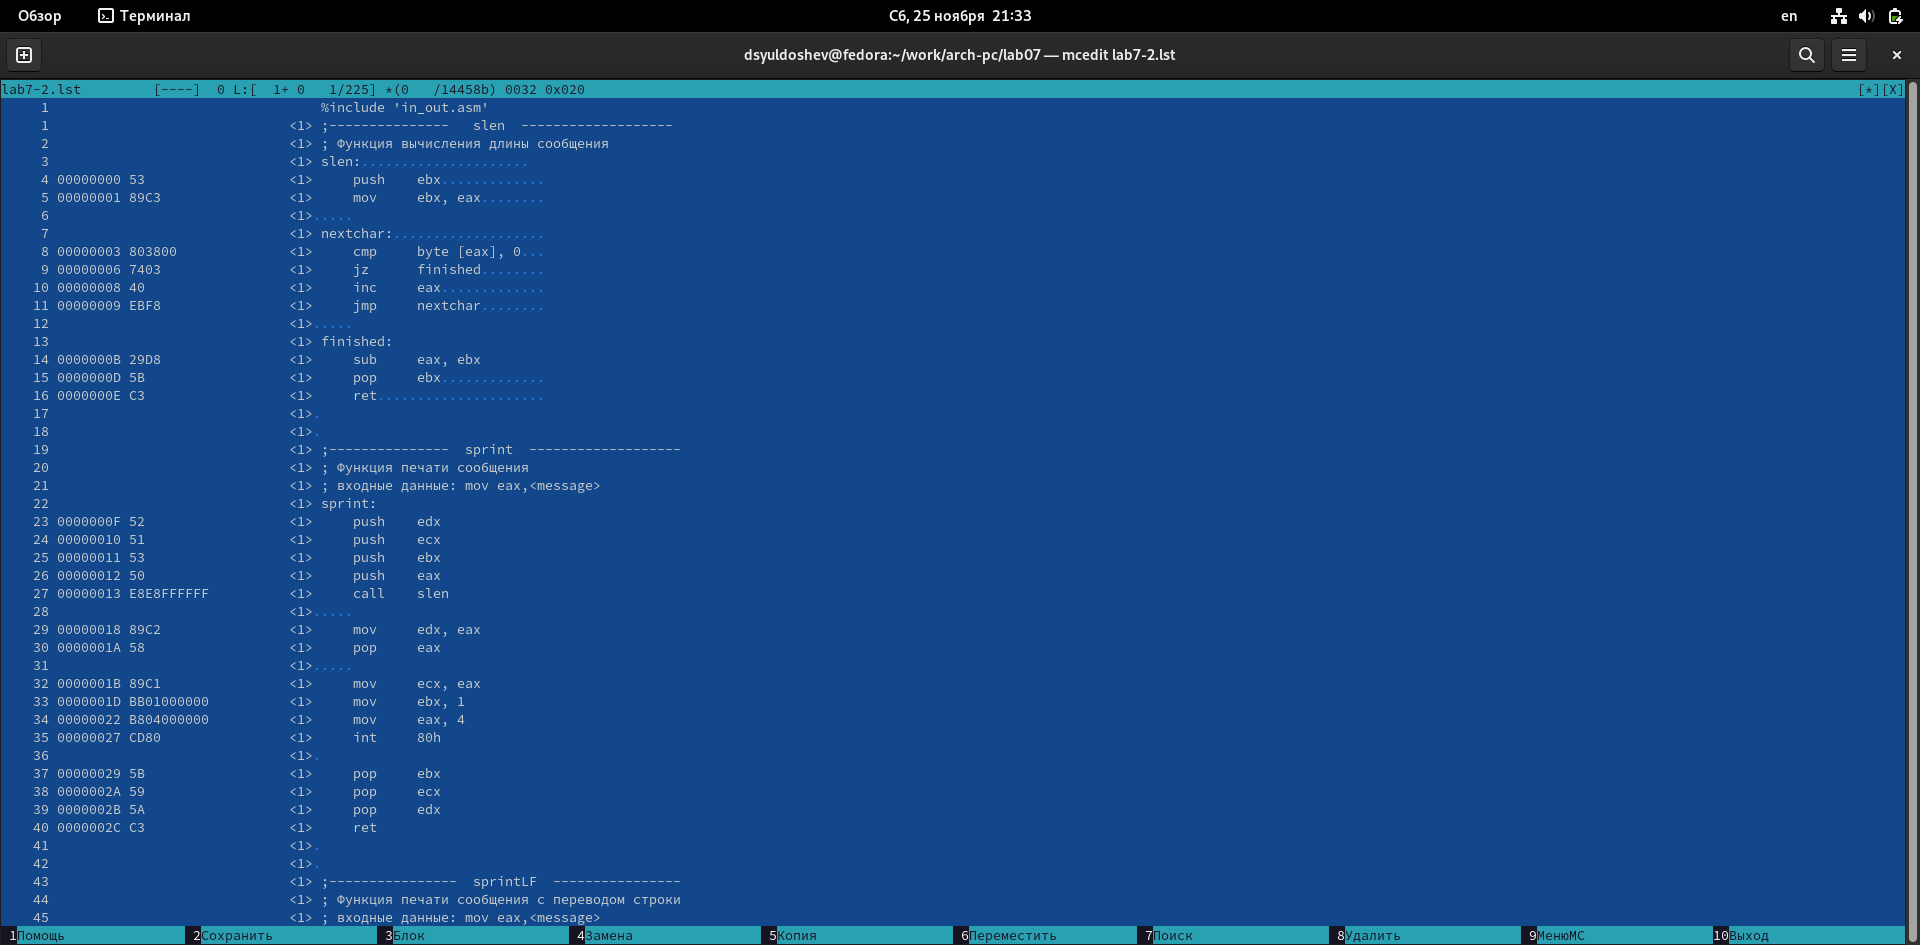 Обзор Терминал Сб, 25 ноября 21:33 en
dsyuldoshev@fedora:~/work/arch-pc/lab07 — mcedit lab7-2.lst
lab7-2.lst [----] 0 L:[ 1+ 0 1/225] *(0 /14458b) 0032 0x020 [*][X]
1 %include 'in_out.asm'
1 <1> ;--------------- slen -------------------
2 <1> ; Функция вычисления длины сообщения
3 <1> slen:.....................
4 00000000 53 <1> push ebx.............
5 00000001 89C3 <1> mov ebx, eax........
6 <1>.....
7 <1> nextchar:...................
8 00000003 803800 <1> cmp byte [eax], 0...
9 00000006 7403 <1> jz finished........
10 00000008 40 <1> inc eax.............
11 00000009 EBF8 <1> jmp nextchar........
12 <1>.....
13 <1> finished:
14 0000000B 29D8 <1> sub eax, ebx
15 0000000D 5B <1> pop ebx.............
16 0000000E C3 <1> ret.....................
17 <1>.
18 <1>.
19 <1> ;--------------- sprint -------------------
20 <1> ; Функция печати сообщения
21 <1> ; входные данные: mov eax,<message>
22 <1> sprint:
23 0000000F 52 <1> push edx
24 00000010 51 <1> push ecx
25 00000011 53 <1> push ebx
26 00000012 50 <1> push eax
27 00000013 E8E8FFFFFF <1> call slen
28 <1>.....
29 00000018 89C2 <1> mov edx, eax
30 0000001A 58 <1> pop eax
31 <1>.....
32 0000001B 89C1 <1> mov ecx, eax
33 0000001D BB01000000 <1> mov ebx, 1
34 00000022 B804000000 <1> mov eax, 4
35 00000027 CD80 <1> int 80h
36 <1>.
37 00000029 5B <1> pop ebx
38 0000002A 59 <1> pop ecx
39 0000002B 5A <1> pop edx
40 0000002C C3 <1> ret
41 <1>.
42 <1>.
43 <1> ;---------------- sprintLF ----------------
44 <1> ; Функция печати сообщения с переводом строки
45 <1> ; входные данные: mov eax,<message>
1Помощь 2Сохранить 3Блок 4Замена 5Копия 6Переместить 7Поиск 8Удалить 9МенюМС 10Выход